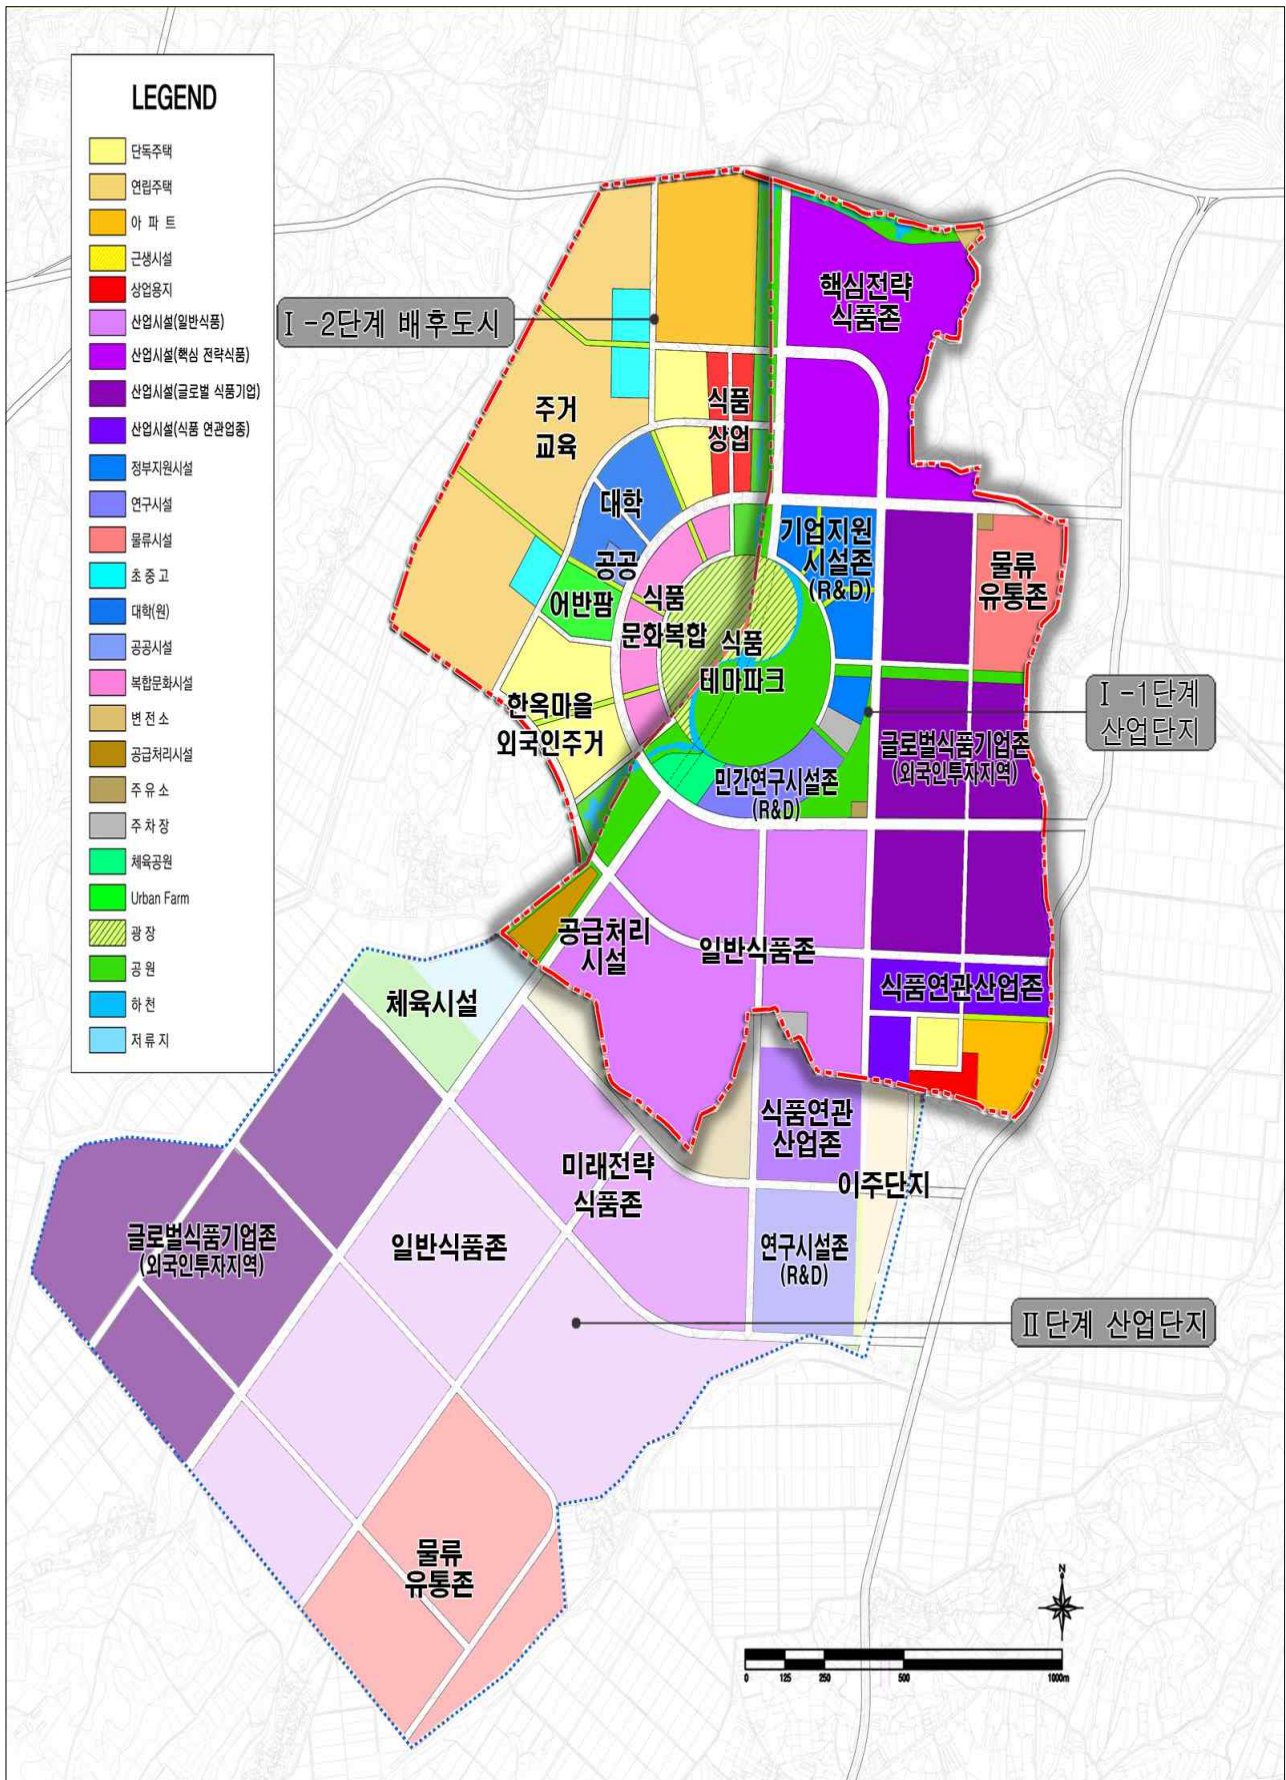 LEGEND
단독주택
연립주택
아 파 트
근생시설
상업용지
산업시설(일반식품)
산업시설(핵심 전략식품)
산업시설(글로벌 식품기업)
산업시설(식품 연관업종)
정부지원시설
연구시설
물류시설
초 중 고
대학(원)
공공시설
복합문화시설
변 전 소
공급처리시설
주 유 소
주 차 장
체육공원
Urban Farm
광 장
공 원
하 천
저 류 지
핵심전략
식품존
Ⅰ-2단계 배후도시
주거
교육
식품
상업
대학
공공
어반팜
식품
문화복합
기업지원
시설존
(R&D)
물류
유통존
식품
테마파크
한옥마을
외국인주거
Ⅰ-1단계
산업단지
글로벌식품기업존
(외국인투자지역)
민간연구시설존
(R&D)
공급처리
시설
일반식품존
식품연관산업존
체육시설
식품연관
산업존
미래전략
식품존
이주단지
글로벌식품기업존
(외국인투자지역)
일반식품존
연구시설존
(R&D)
Ⅱ단계 산업단지
물류
유통존
N
0 125 250 500 1000m